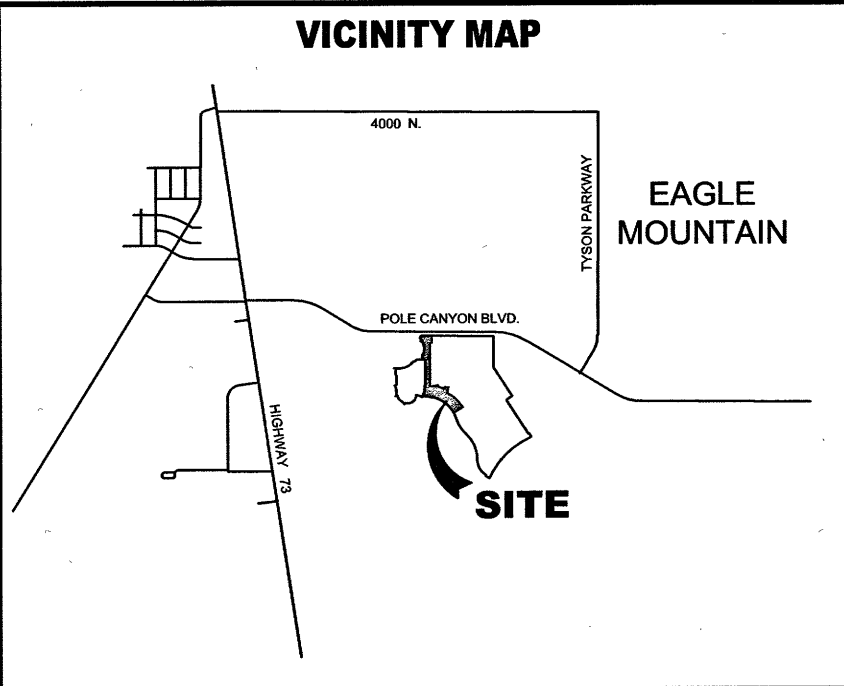 VICINITY MAP
4000 N.
TYSON PARKWAY
EAGLE
MOUNTAIN
POLE CANYON BLVD.
HIGHWAY 73
SITE